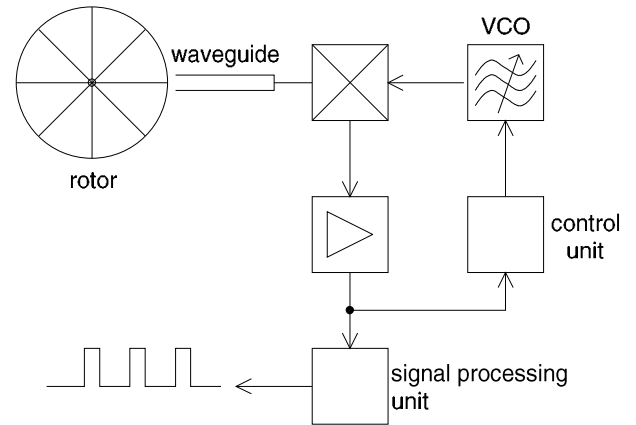 VCO
waveguide
rotor
control
unit
signal processing
unit